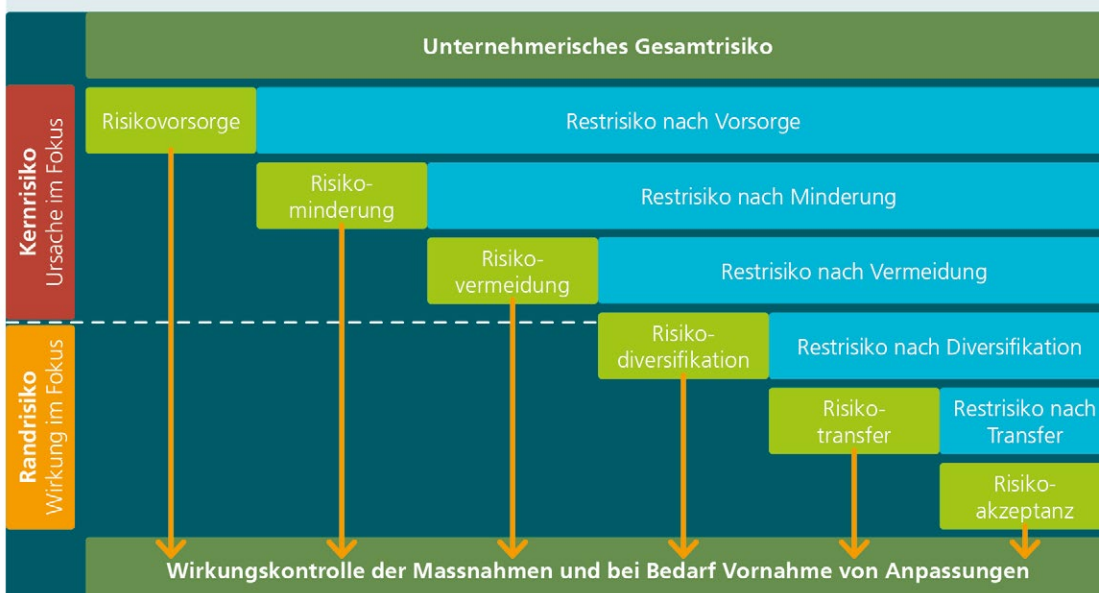 Unternehmerisches Gesamtrisiko
Kernrisiko
Ursache im Fokus
Risikovorsorge
Restrisiko nach Vorsorge
Risiko-
minderung
Restrisiko nach Minderung
Risiko-
vermeidung
Restrisiko nach Vermeidung
Randrisiko
Wirkung im Fokus
Risiko-
diversifikation
Restrisiko nach Diversifikation
Risiko-
transfer
Restrisiko nach
Transfer
Risiko-
akzeptanz
Wirkungskontrolle der Massnahmen und bei Bedarf Vornahme von Anpassungen